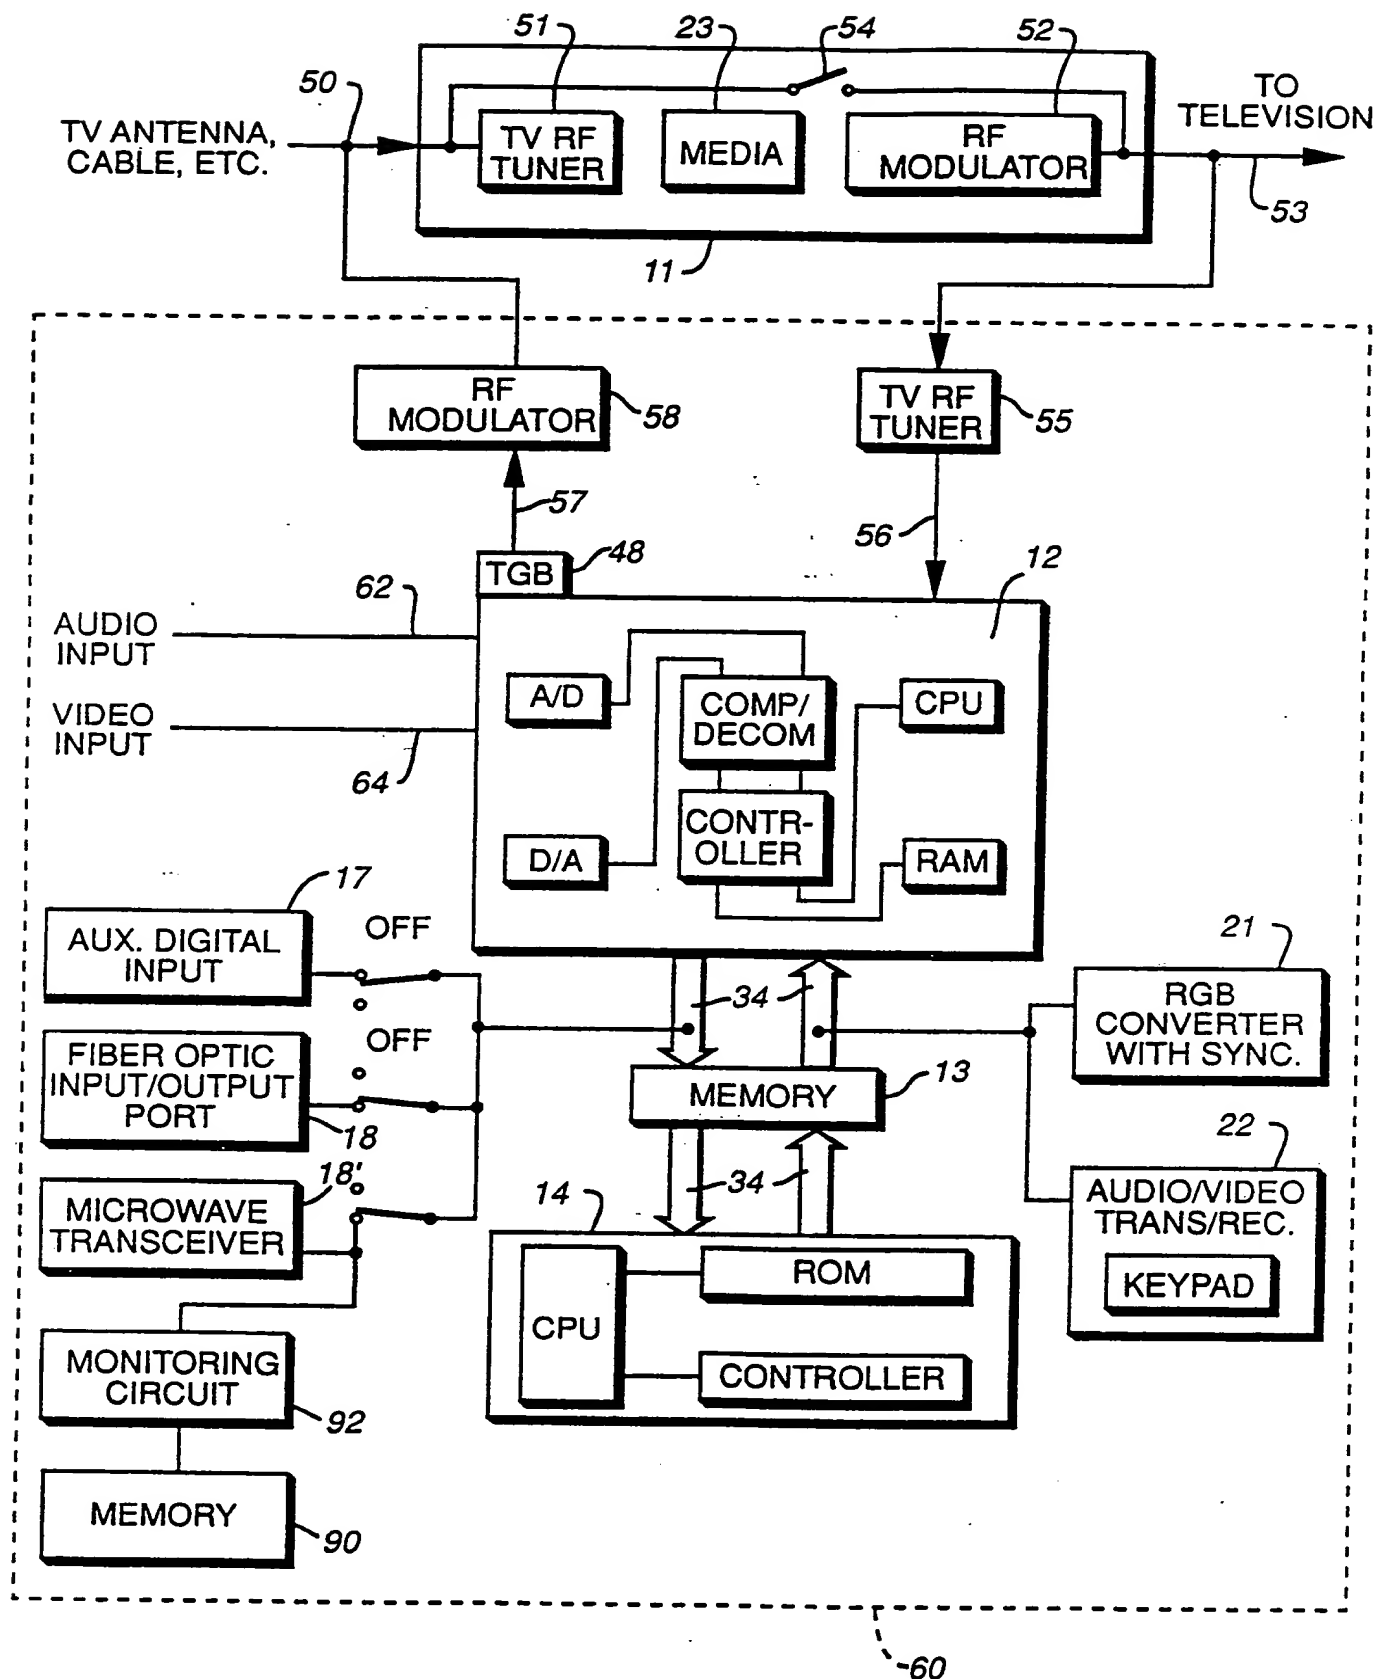 51
23
54
52
50
TO
TELEVISION
TV ANTENNA,
CABLE, ETC.
TV RF
TUNER
MEDIA
RF
MODULATOR
53
11
RF
MODULATOR
58
TV RF
TUNER
55
57
56
TGB
48
12
62
AUDIO
INPUT
A/D
COMP/
DECOM
CPU
VIDEO
INPUT
64
CONTR-
OLLER
D/A
RAM
17
OFF
AUX. DIGITAL
INPUT
21
34
RGB
CONVERTER
WITH SYNC.
OFF
FIBER OPTIC
INPUT/OUTPUT
PORT
18
MEMORY
13
22
18'
34
14
MICROWAVE
TRANSCEIVER
AUDIO/VIDEO
TRANS/REC.
KEYPAD
ROM
CPU
CONTROLLER
MONITORING
CIRCUIT
92
MEMORY
90
60